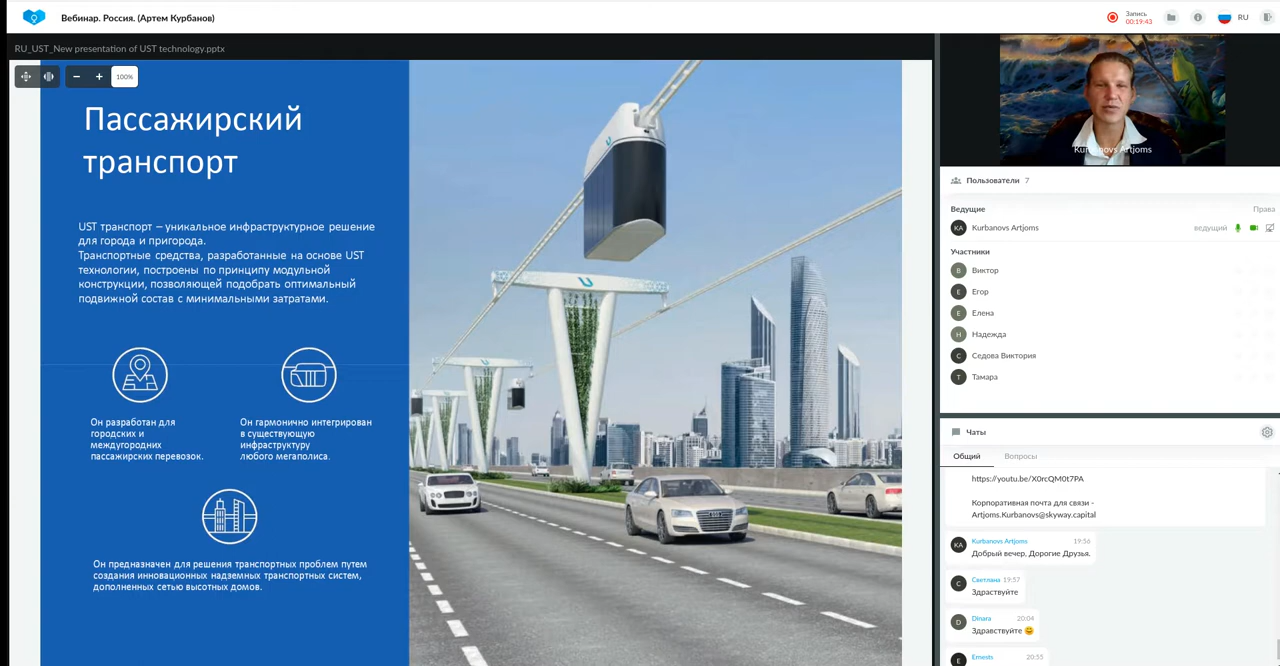 Вебинар. Россия. (Артем Курбанов)
Запись
00:19:43
RU
RU_UST_New presentation of UST technology.pptx
100%
Пассажирский
транспорт
UST транспорт – уникальное инфраструктурное решение
для города и пригорода.
Транспортные средства, разработанные на основе UST
технологии, построены по принципу модульной
конструкции, позволяющей подобрать оптимальный
подвижной состав с минимальными затратами.
Он разработан для
городских и
междугородних
пассажирских перевозок.
Он гармонично интегрирован
в существующую
инфраструктуру
любого мегаполиса.
Он предназначен для решения транспортных проблем путем
создания инновационных надземных транспортных систем,
дополненных сетью высотных домов.
Kurbanovs Artjoms
Пользователи 7
Ведущие Права
KA Kurbanovs Artjoms ведущий
Участники
В Виктор
Е Егор
Е Елена
Н Надежда
С Седова Виктория
Т Тамара
Чаты
Общий Вопросы
https://youtu.be/X0rcQM0t7PA
Корпоративная почта для связи -
Artjoms.Kurbanovs@skyway.capital
KA Kurbanovs Artjoms 19:56
Добрый вечер, Дорогие Друзья.
С Светлана 19:57
Здраствуйте
D Dinara 20:04
Здравствуйте 😊
E Ernests 20:55